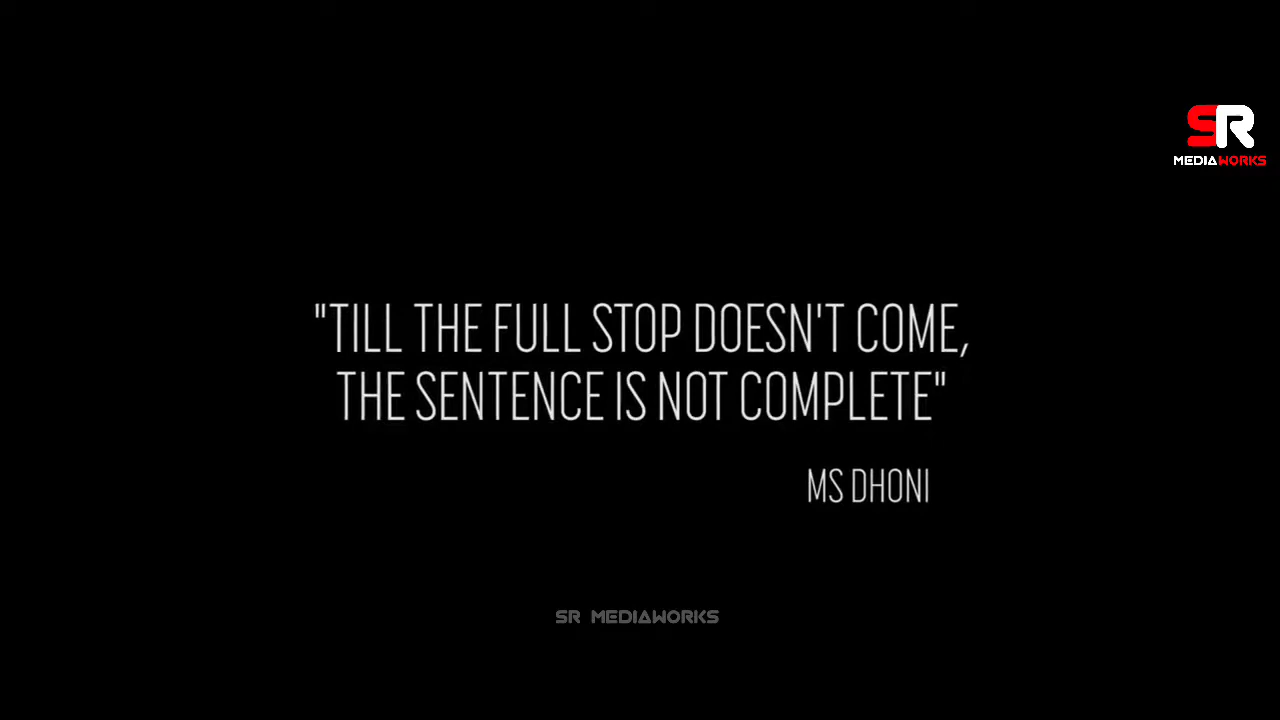 SR
MEDIAWORKS
"TILL THE FULL STOP DOESN'T COME,
THE SENTENCE IS NOT COMPLETE"
MS DHONI
SR MEDIAWORKS